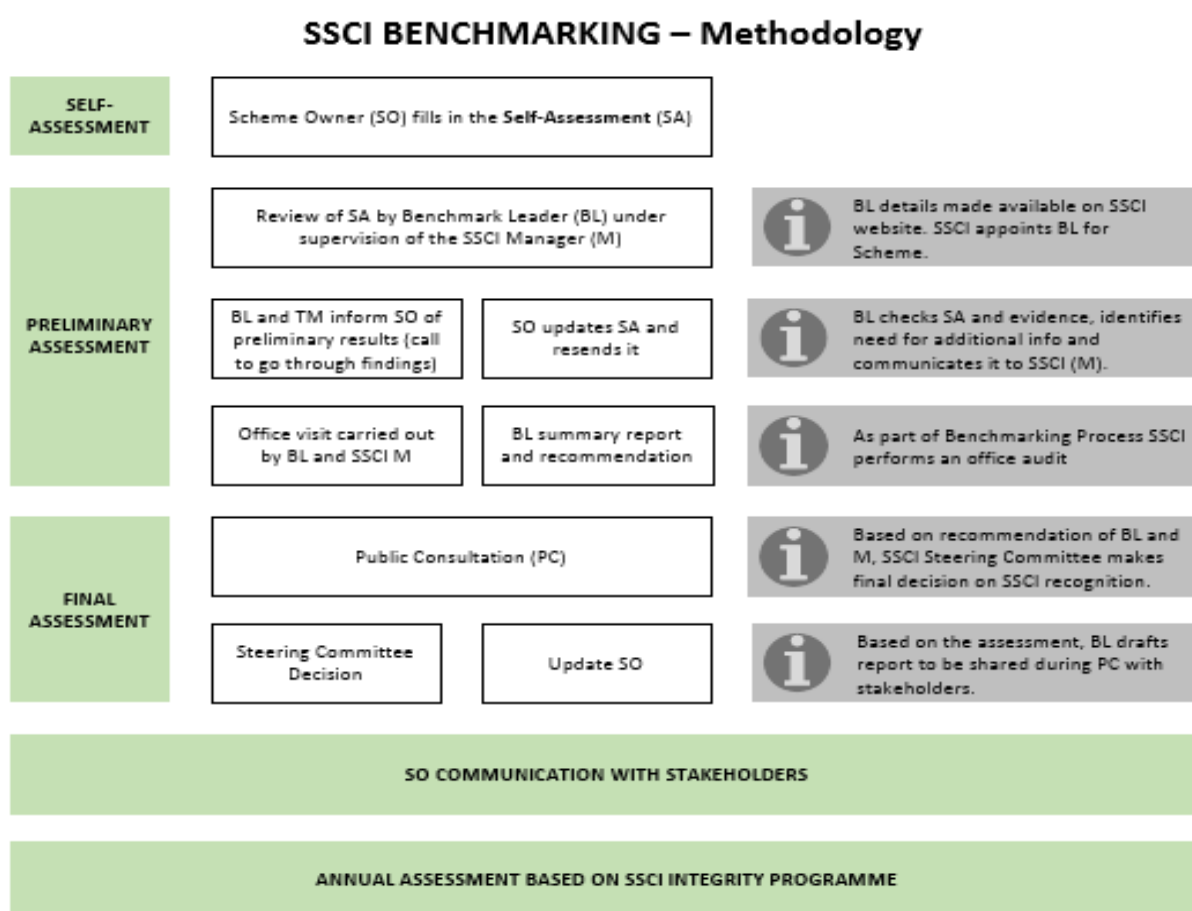 SSCI BENCHMARKING – Methodology
SELF-
ASSESSMENT
Scheme Owner (SO) fills in the Self-Assessment (SA)
PRELIMINARY
ASSESSMENT
Review of SA by Benchmark Leader (BL) under
supervision of the SSCI Manager (M)
BL details made available on SSCI
website. SSCI appoints BL for
Scheme.
BL and TM inform SO of
preliminary results (call
to go through findings)
SO updates SA and
resends it
BL checks SA and evidence, identifies
need for additional info and
communicates it to SSCI (M).
Office visit carried out
by BL and SSCI M
BL summary report
and recommendation
As part of Benchmarking Process SSCI
performs an office audit
FINAL
ASSESSMENT
Public Consultation (PC)
Based on recommendation of BL and
M, SSCI Steering Committee makes
final decision on SSCI recognition.
Steering Committee
Decision
Update SO
Based on the assessment, BL drafts
report to be shared during PC with
stakeholders.
SO COMMUNICATION WITH STAKEHOLDERS
ANNUAL ASSESSMENT BASED ON SSCI INTEGRITY PROGRAMME